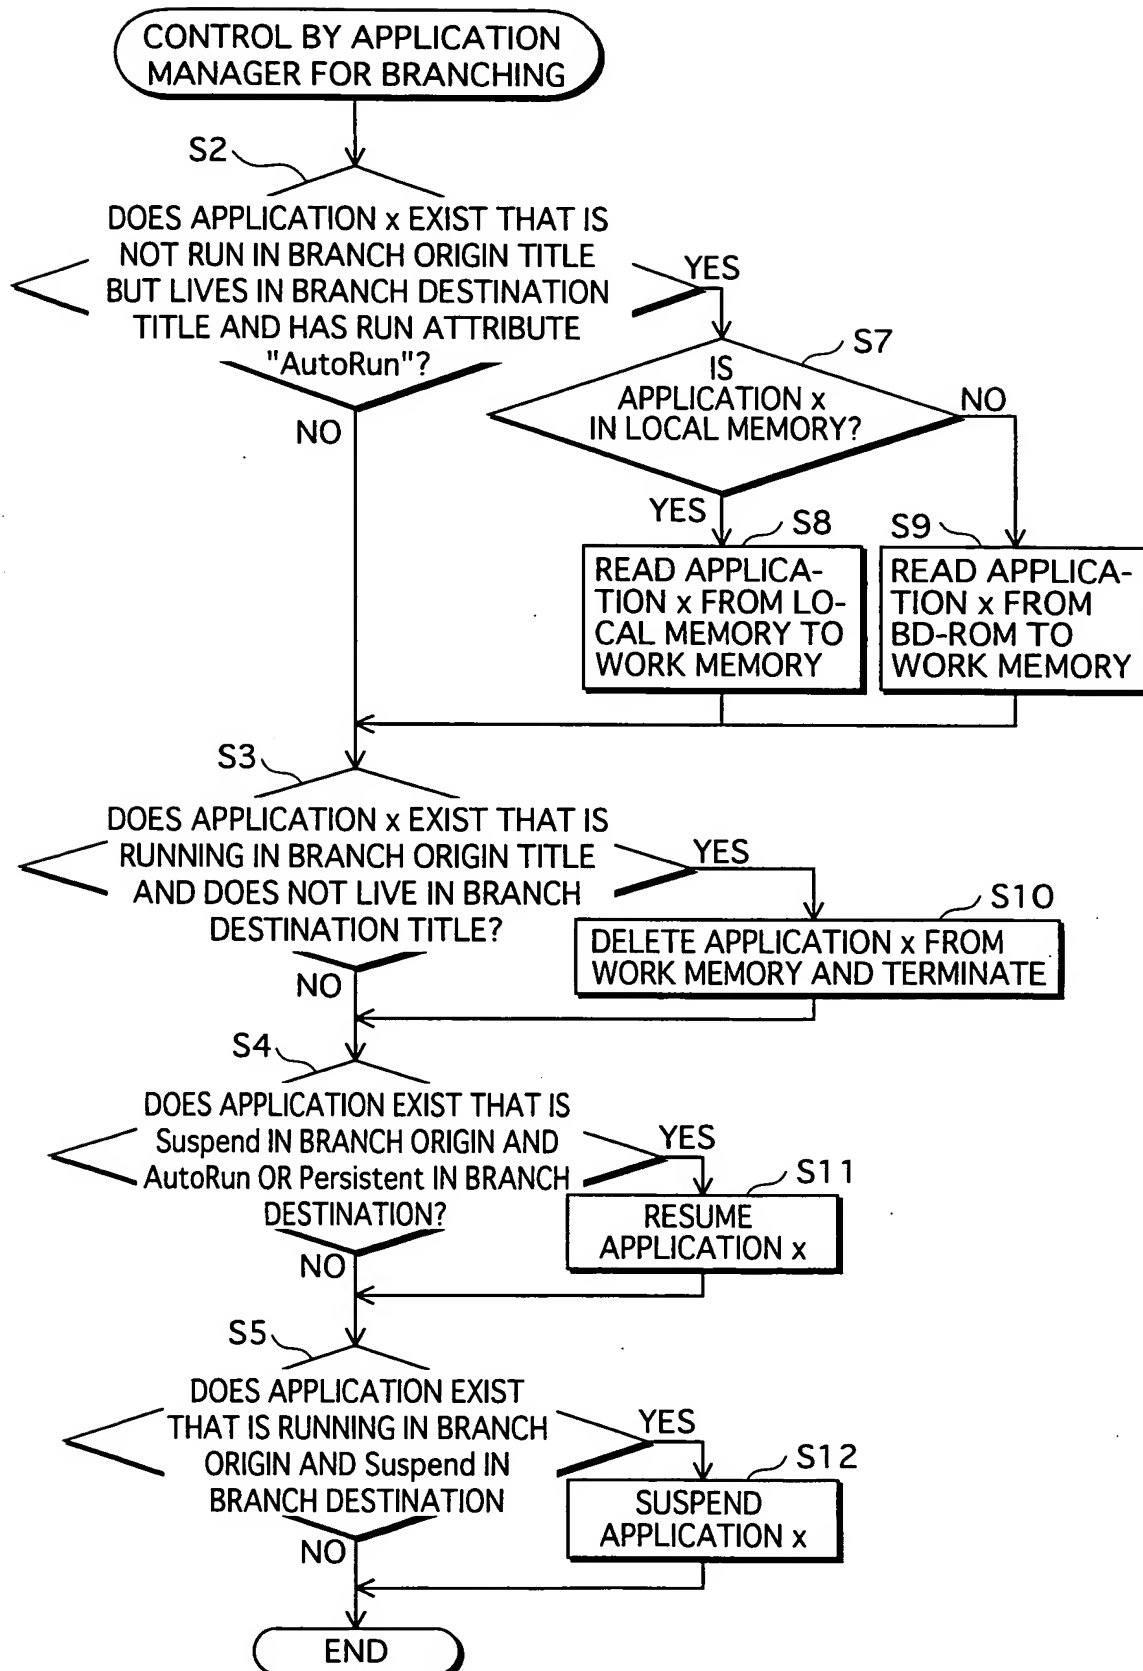 CONTROL BY APPLICATION
MANAGER FOR BRANCHING
S2
DOES APPLICATION x EXIST THAT IS
NOT RUN IN BRANCH ORIGIN TITLE
BUT LIVES IN BRANCH DESTINATION
TITLE AND HAS RUN ATTRIBUTE
"AutoRun"?
YES
NO
S7
IS
APPLICATION x
IN LOCAL MEMORY?
NO
YES
S8
READ APPLICA-
TION x FROM LO-
CAL MEMORY TO
WORK MEMORY
S9
READ APPLICA-
TION x FROM
BD-ROM TO
WORK MEMORY
S3
DOES APPLICATION x EXIST THAT IS
RUNNING IN BRANCH ORIGIN TITLE
AND DOES NOT LIVE IN BRANCH
DESTINATION TITLE?
YES
NO
S10
DELETE APPLICATION x FROM
WORK MEMORY AND TERMINATE
S4
DOES APPLICATION EXIST THAT IS
Suspend IN BRANCH ORIGIN AND
AutoRun OR Persistent IN BRANCH
DESTINATION?
YES
NO
S11
RESUME
APPLICATION x
S5
DOES APPLICATION EXIST
THAT IS RUNNING IN BRANCH
ORIGIN AND Suspend IN
BRANCH DESTINATION
YES
NO
S12
SUSPEND
APPLICATION x
END